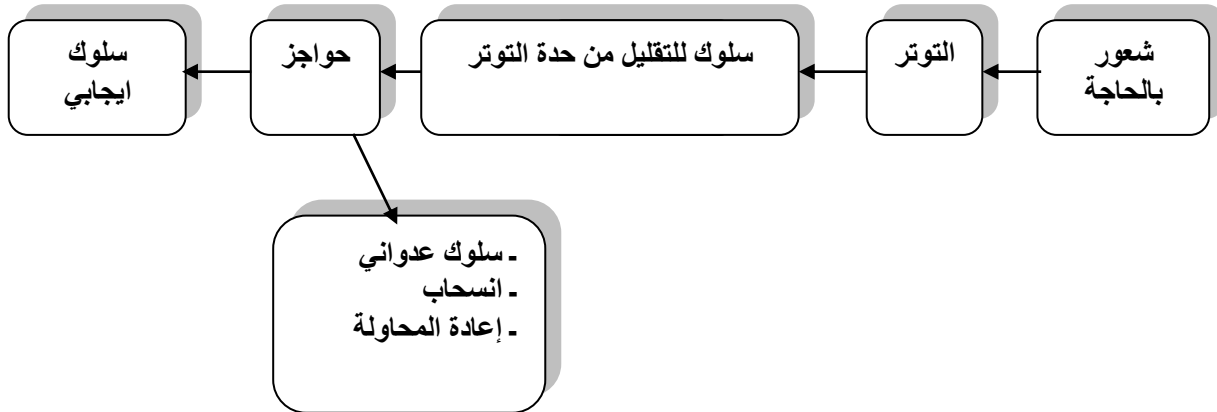 شعور
بالحاجة
التوتر
سلوك للتقليل من حدة التوتر
حواجز
سلوك
ايجابي
ـ سلوك عدواني
ـ انسحاب
ـ إعادة المحاولة